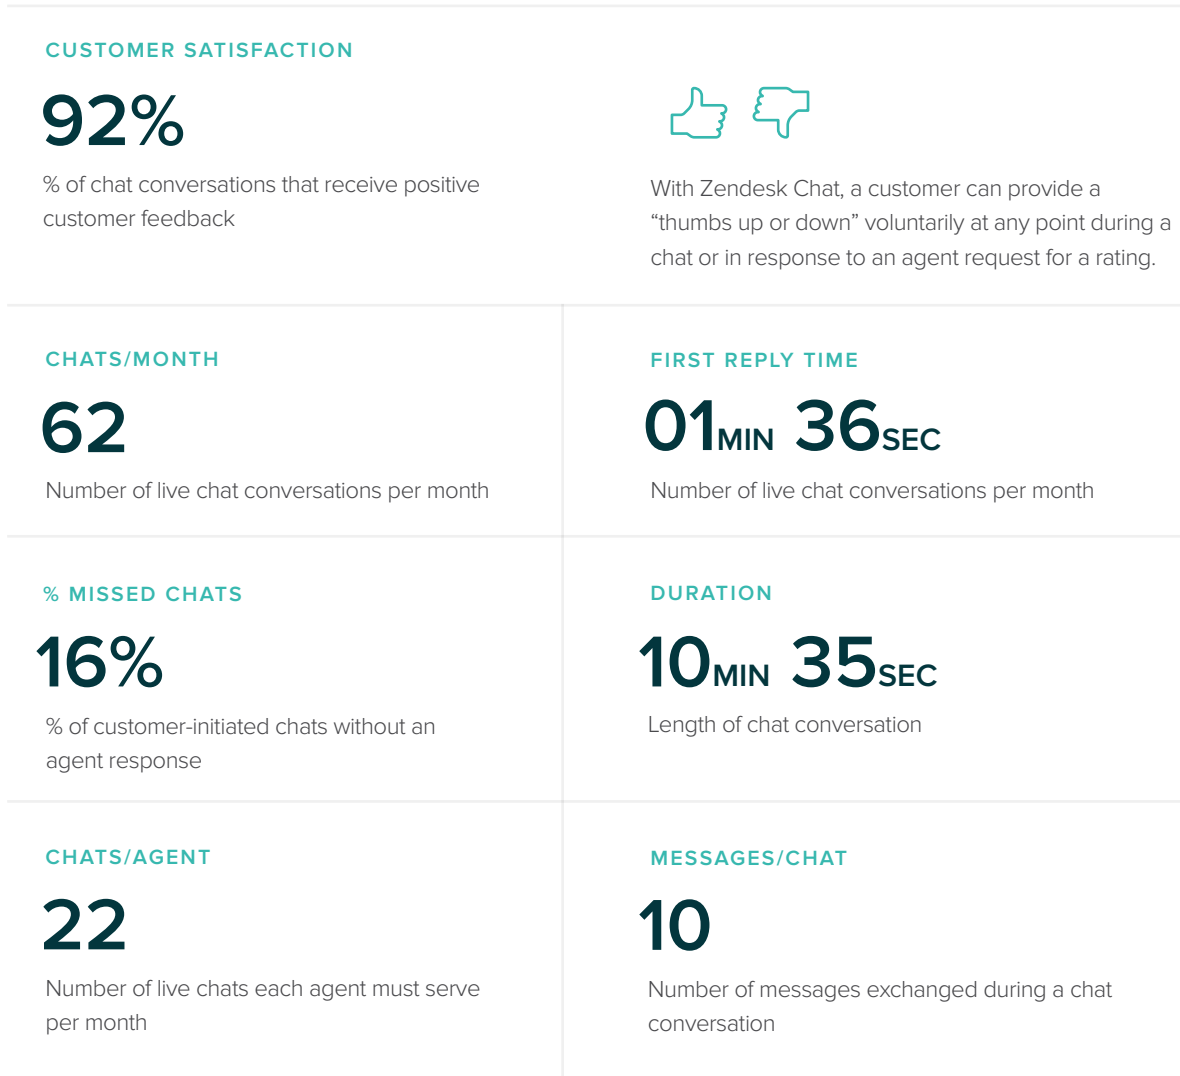 CUSTOMER SATISFACTION
92%
% of chat conversations that receive positive
customer feedback
With Zendesk Chat, a customer can provide a
“thumbs up or down” voluntarily at any point during a
chat or in response to an agent request for a rating.
CHATS/MONTH
62
Number of live chat conversations per month
FIRST REPLY TIME
01MIN 36SEC
Number of live chat conversations per month
% MISSED CHATS
16%
% of customer-initiated chats without an
agent response
DURATION
10MIN 35SEC
Length of chat conversation
CHATS/AGENT
22
Number of live chats each agent must serve
per month
MESSAGES/CHAT
10
Number of messages exchanged during a chat
conversation